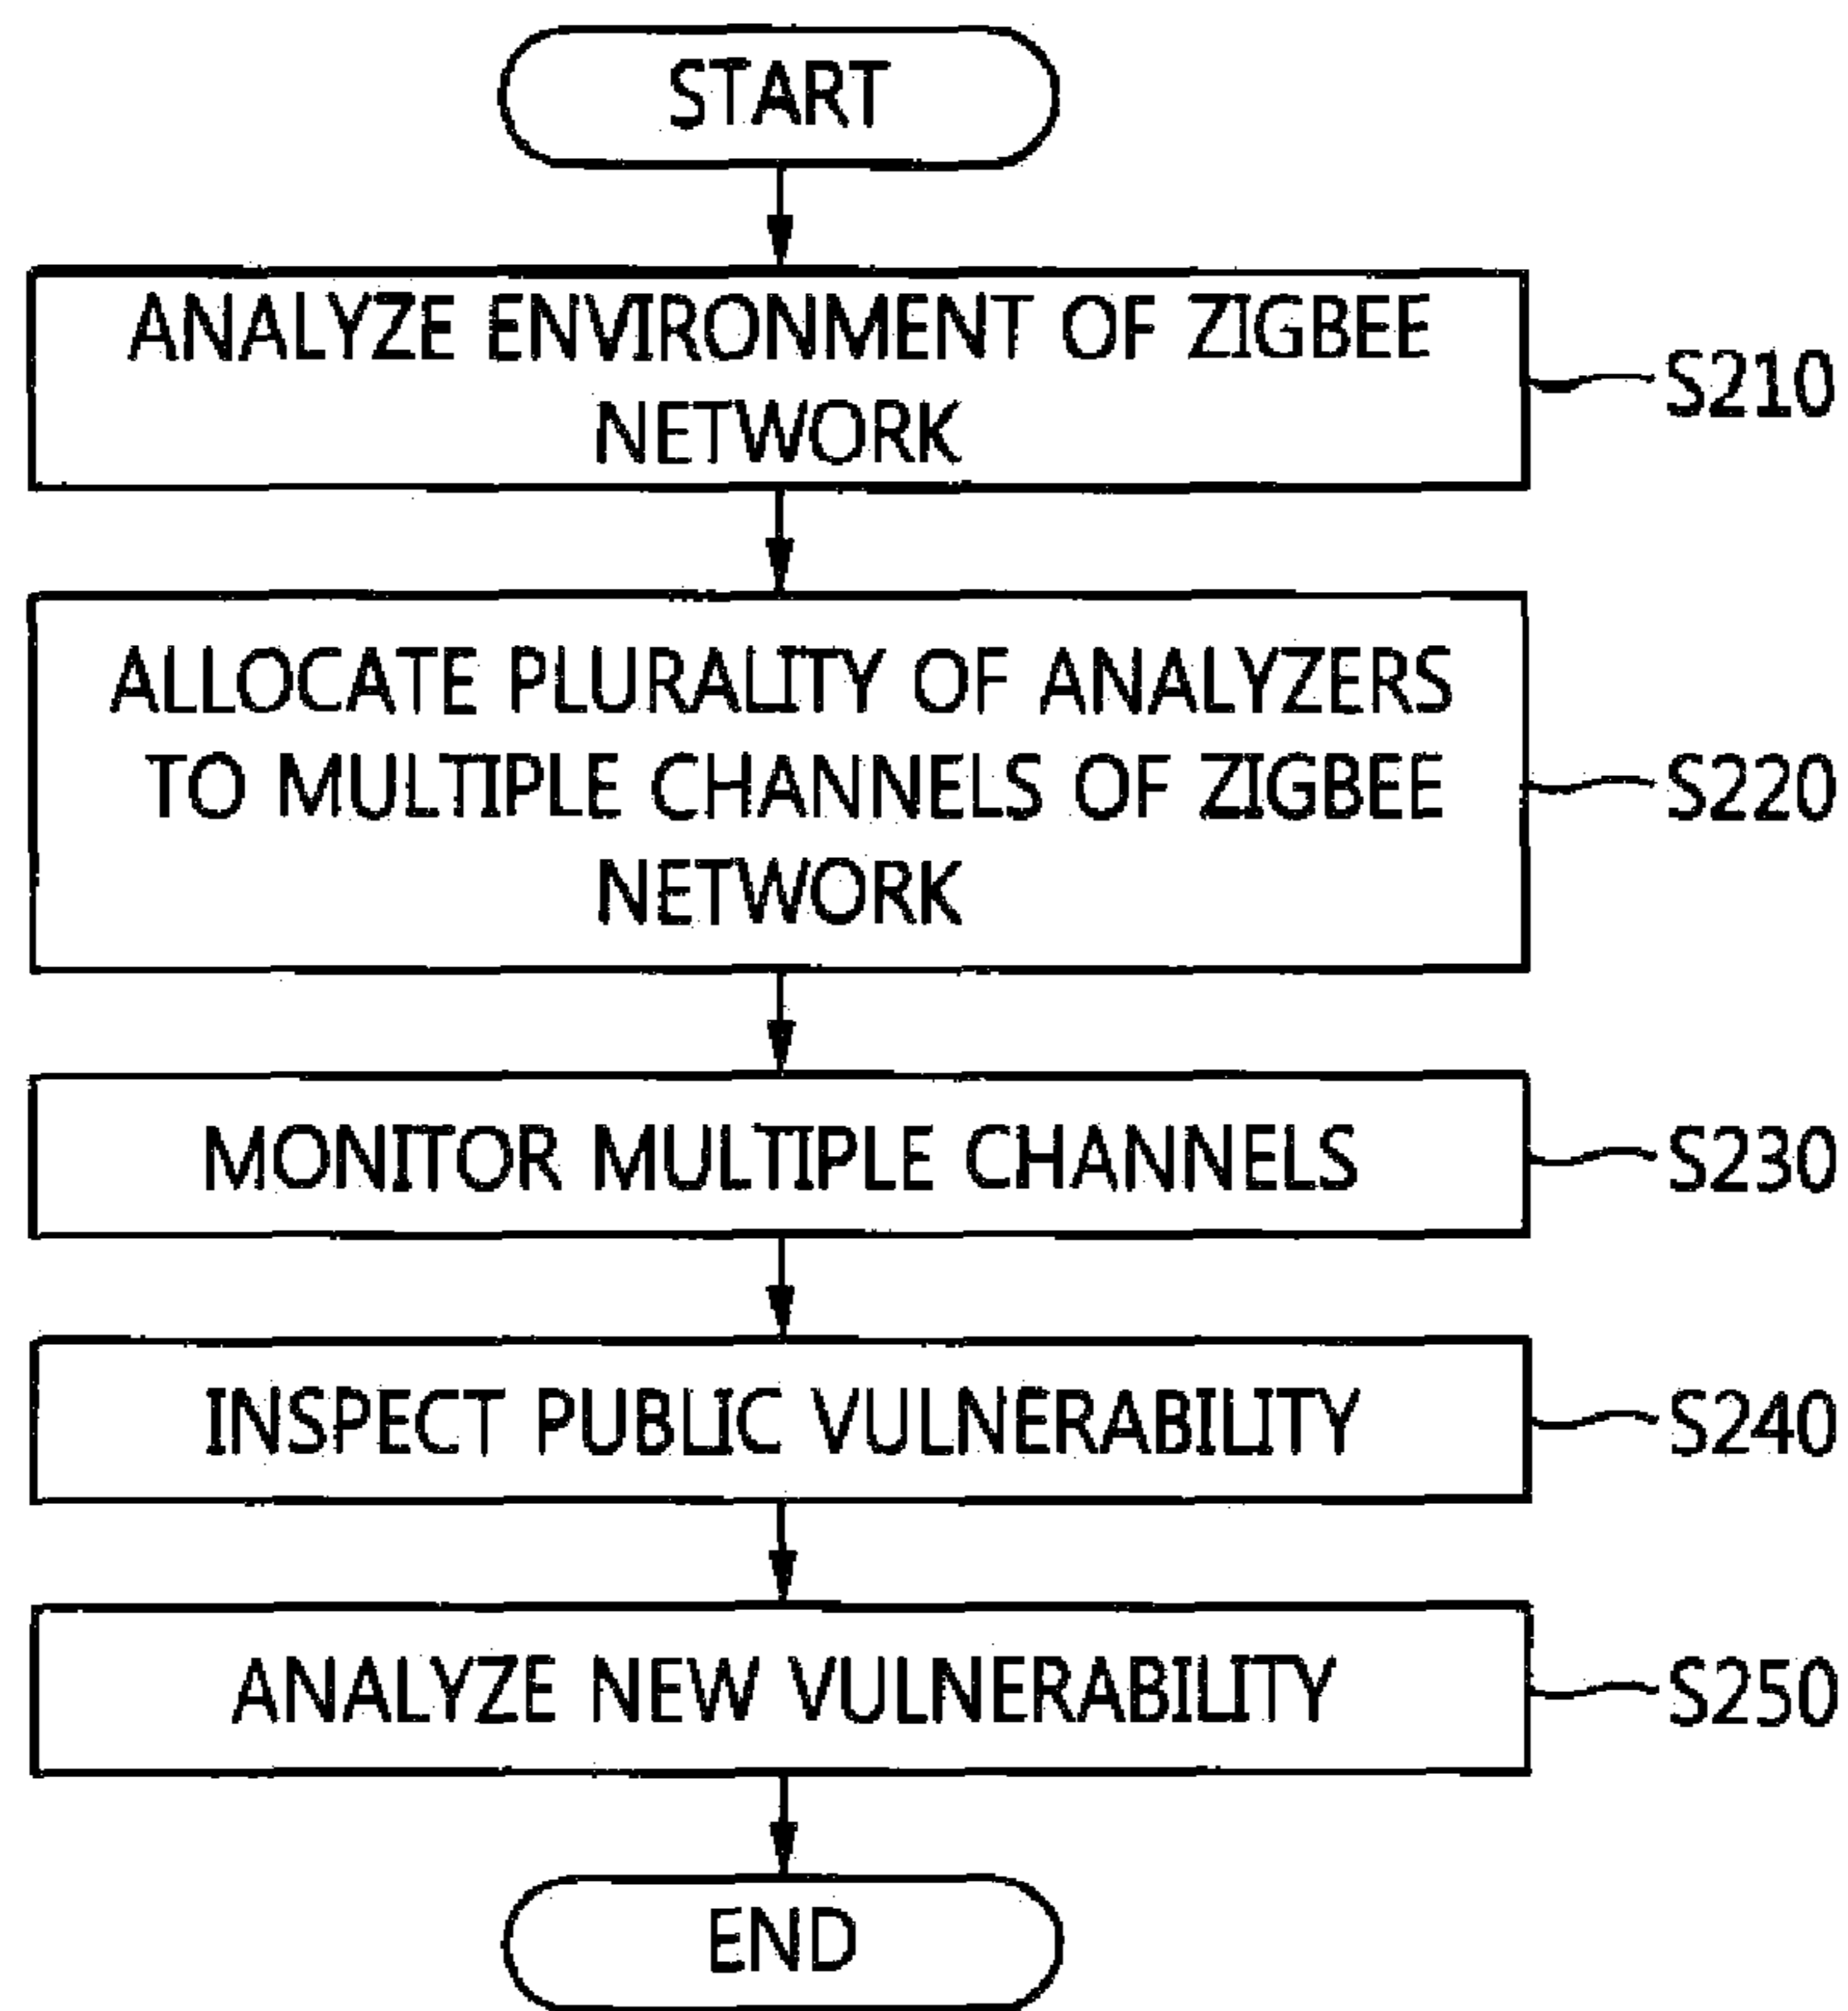 START
ANALYZE ENVIRONMENT OF ZIGBEE
NETWORK
S210
ALLOCATE PLURALITY OF ANALYZERS
TO MULTIPLE CHANNELS OF ZIGBEE
NETWORK
S220
MONITOR MULTIPLE CHANNELS
S230
INSPECT PUBLIC VULNERABILITY
S240
ANALYZE NEW VULNERABILITY
S250
END